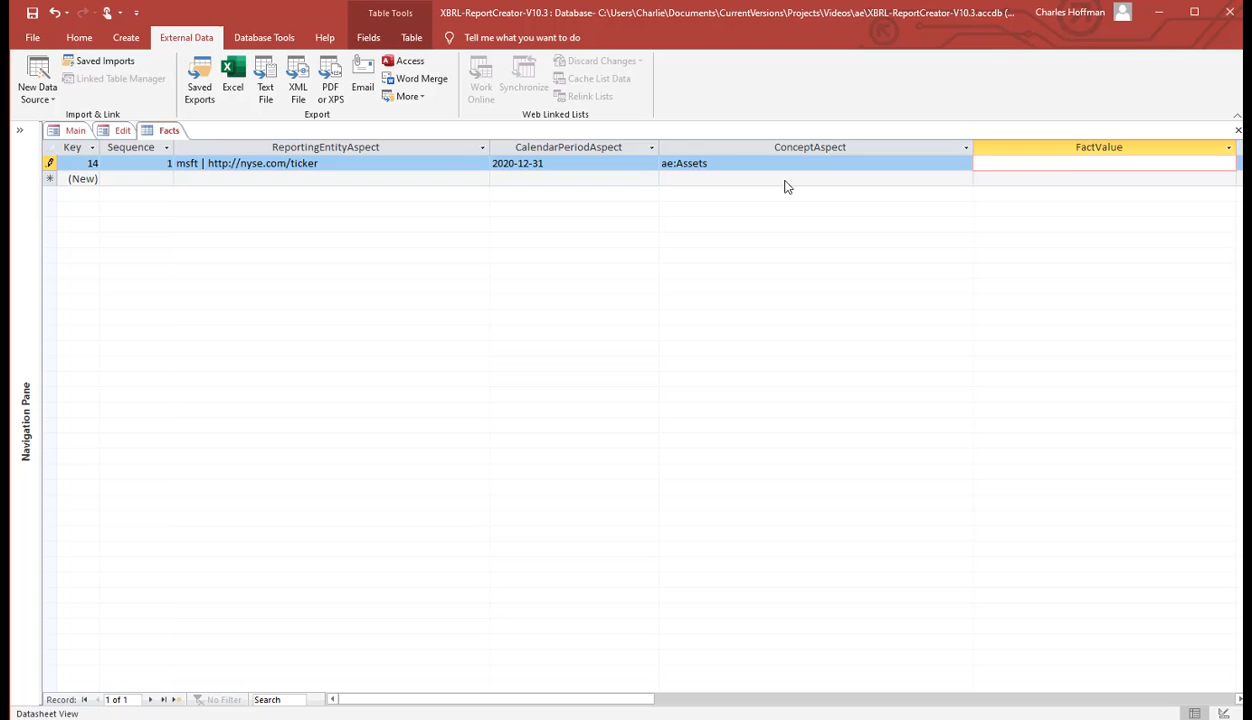 Table Tools
XBRL-ReportCreator-V10.3 : Database- C:\Users\Charlie\Documents\CurrentVersions\Projects\Videos\ae\XBRL-ReportCreator-V10.3.accdb (...
Charles Hoffman
File Home Create External Data Database Tools Help Fields Table Tell me what you want to do
New Data Source
Saved Imports
Linked Table Manager
Import & Link
Saved Exports
Excel
Text File
XML File
PDF or XPS
Email
Access
Word Merge
More
Export
Work Online
Synchronize
Discard Changes
Cache List Data
Relink Lists
Web Linked Lists
Main Edit Facts
Key Sequence ReportingEntityAspect CalendarPeriodAspect ConceptAspect FactValue
14 1 msft | http://nyse.com/ticker 2020-12-31 ae:Assets
(New)
Navigation Pane
Record: 1 of 1 No Filter Search
Datasheet View